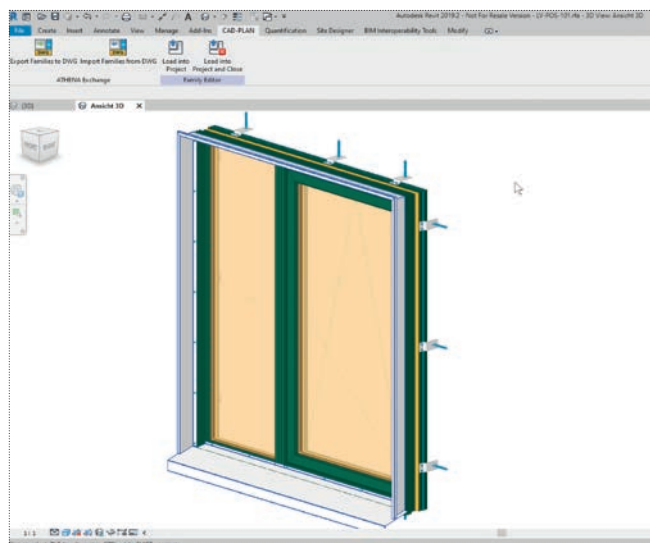 Autodesk Revit 2019.2 - Not For Resale Version - LV-POS-101.rfa - 3D View: Ansicht 3D
File Create Insert Annotate View Manage Add-Ins CAD-PLAN Quantification Site Designer BIM Interoperability Tools Modify
Export Families to DWG Import Families from DWG Load into Project Load into Project and Close
ATHENA Exchange Family Editor
{3D} Ansicht 3D
1:1